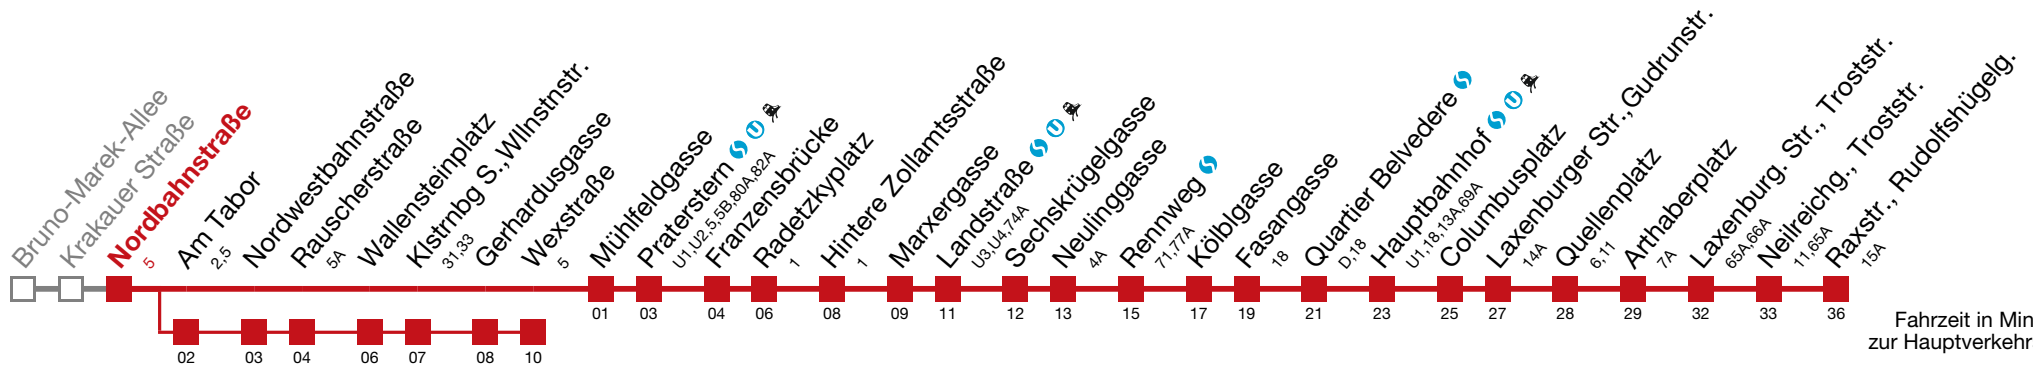 Bruno-Marek-Allee
Krakauer Straße
Nordbahnstraße
5
Am Tabor
2,5
Nordwestbahnstraße
Rauscherstraße
5A
Wallensteinplatz
Klstrnbg S., Wllnstnstr.
31,33
Gerhardusgasse
Wexstraße
5
Mühlfeldgasse
Praterstern S U
U1,U2,5,5B,80A,82A
Franzensbrücke
Radetzkyplatz
1
Hintere Zollamtsstraße
1
Marxergasse
Landstraße S U
U3,U4,74A
Sechskrügelgasse
Neulinggasse
4A
Rennweg S
71,77A
Kölblgasse
Fasangasse
18
Quartier Belvedere S
D,18
Hauptbahnhof S U
U1,18,13A,69A
Columbusplatz
Laxenburger Str., Gudrunstr.
14A
Quellenplatz
6,11
Arthaberplatz
7A
Laxenburg. Str., Troststr.
65A,66A
Neilreichg., Troststr.
11,65A
Raxstr., Rudolfshügelg.
15A
01 03 04 06 08 09 11 12 13 15 17 19 21 23 25 27 28 29 32 33 36
02 03 04 06 07 08 10
Fahrzeit in Min
zur Hauptverkehr